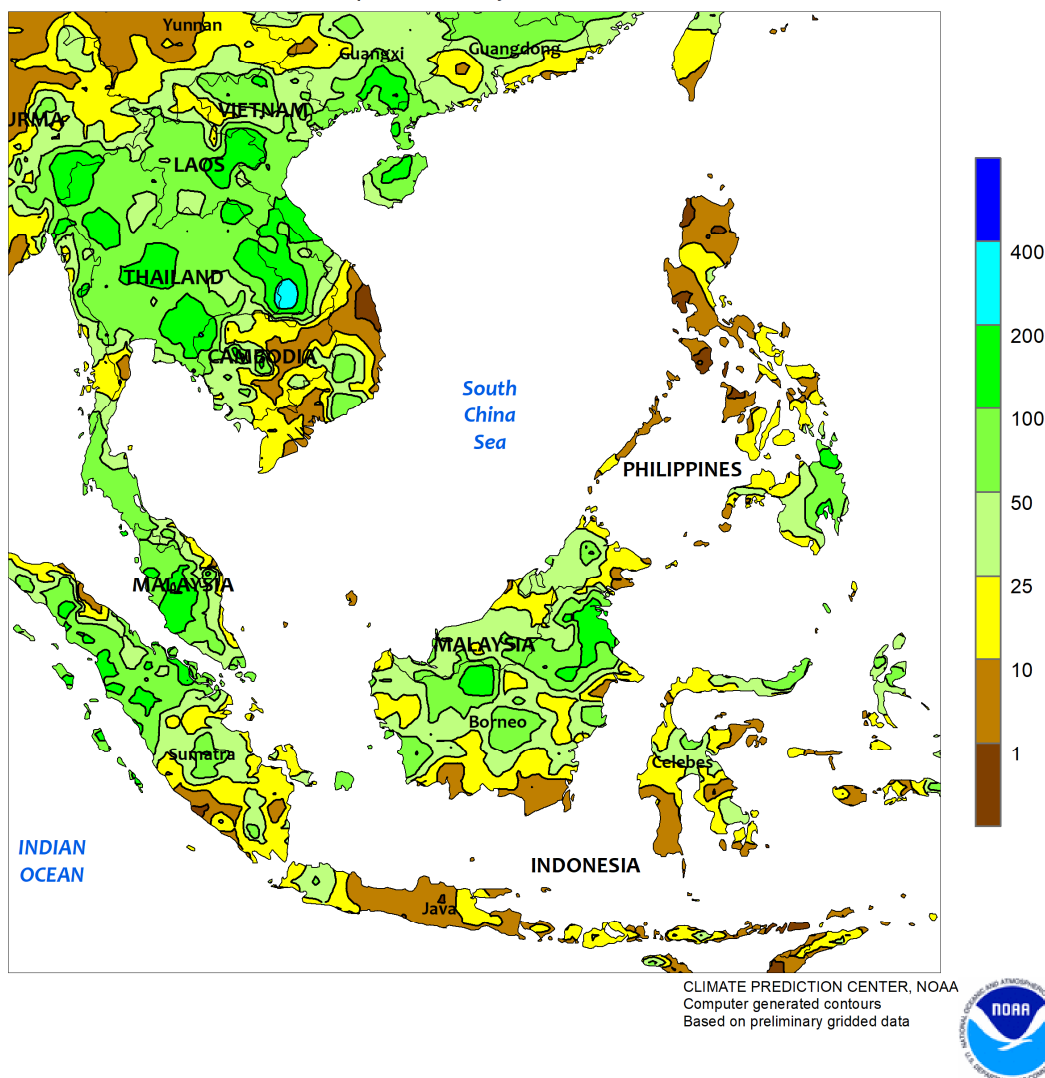 Yunnan
Guangxi
Guangdong
URMA
VIETNAM
LAOS
THAILAND
CAMBODIA
South
China
Sea
PHILIPPINES
MALAYSIA
MALAYSIA
Borneo
Sumatra
Celebes
INDIAN
OCEAN
INDONESIA
Java
400
200
100
50
25
10
1
CLIMATE PREDICTION CENTER, NOAA
Computer generated contours
Based on preliminary gridded data
NOAA